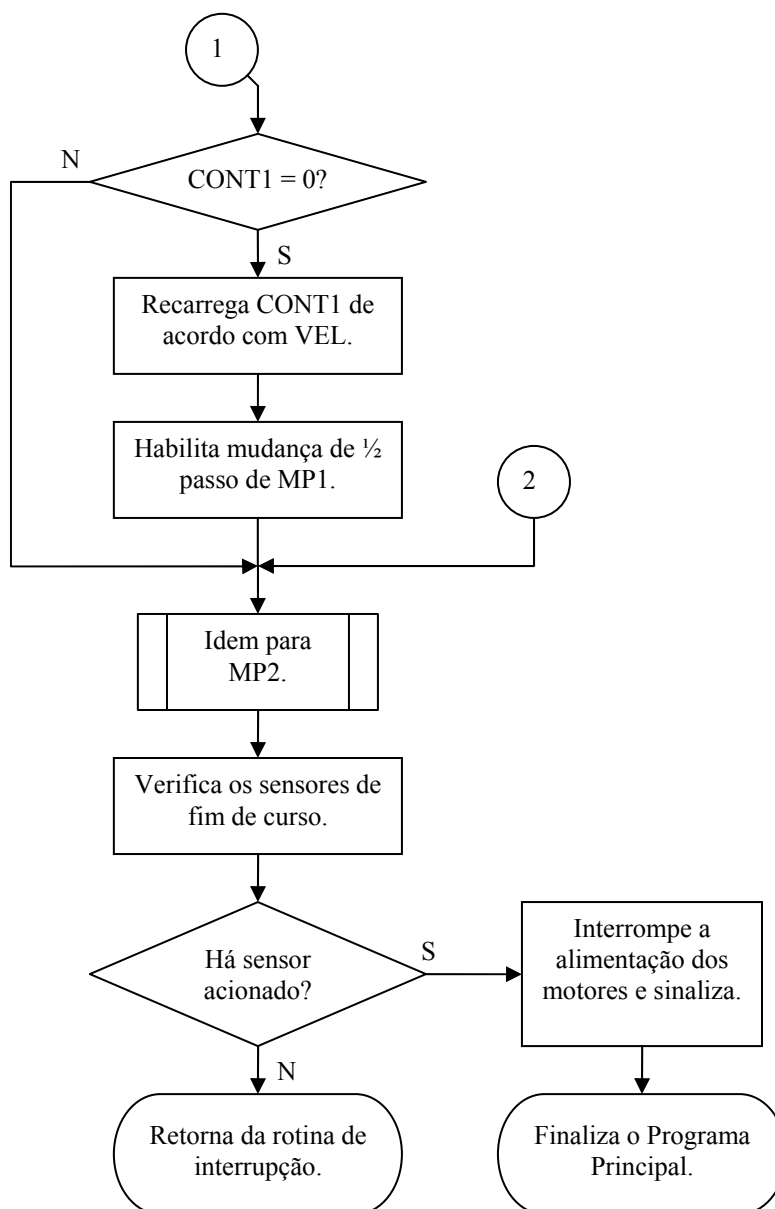 1
N
CONT1 = 0?
S
Recarrega CONT1 de
acordo com VEL.
Habilita mudança de ½
passo de MP1.
2
Idem para
MP2.
Verifica os sensores de
fim de curso.
Há sensor
acionado?
S
Interrompe a
alimentação dos
motores e sinaliza.
N
Retorna da rotina de
interrupção.
Finaliza o Programa
Principal.